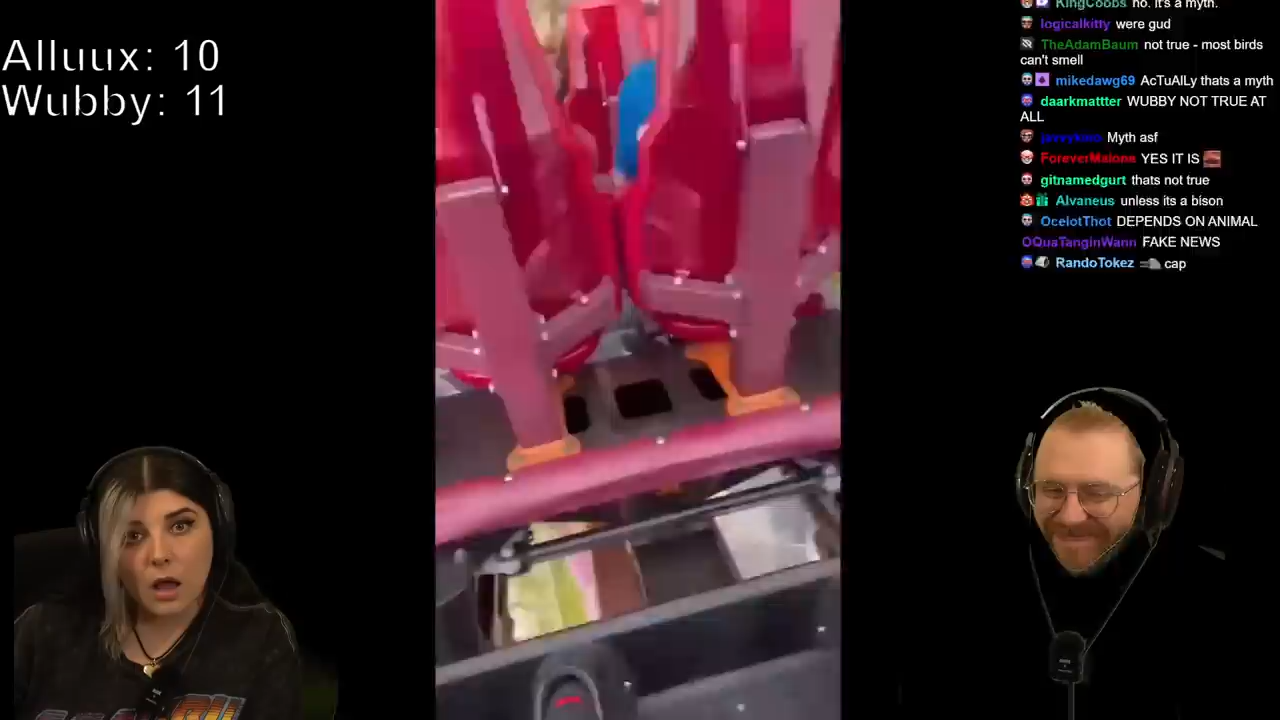 Alluux: 10
Wubby: 11
KingCoobs no. it's a myth.
logicalkitty were gud
TheAdamBaum not true - most birds
can't smell
mikedawg69 AcTuAlLy thats a myth
daarkmattter WUBBY NOT TRUE AT
ALL
Myth asf
ForeverMalone YES IT IS
gitnamedgurt thats not true
Alvaneus unless its a bison
OcelotThot DEPENDS ON ANIMAL
OQuaTanginWann FAKE NEWS
RandoTokez cap